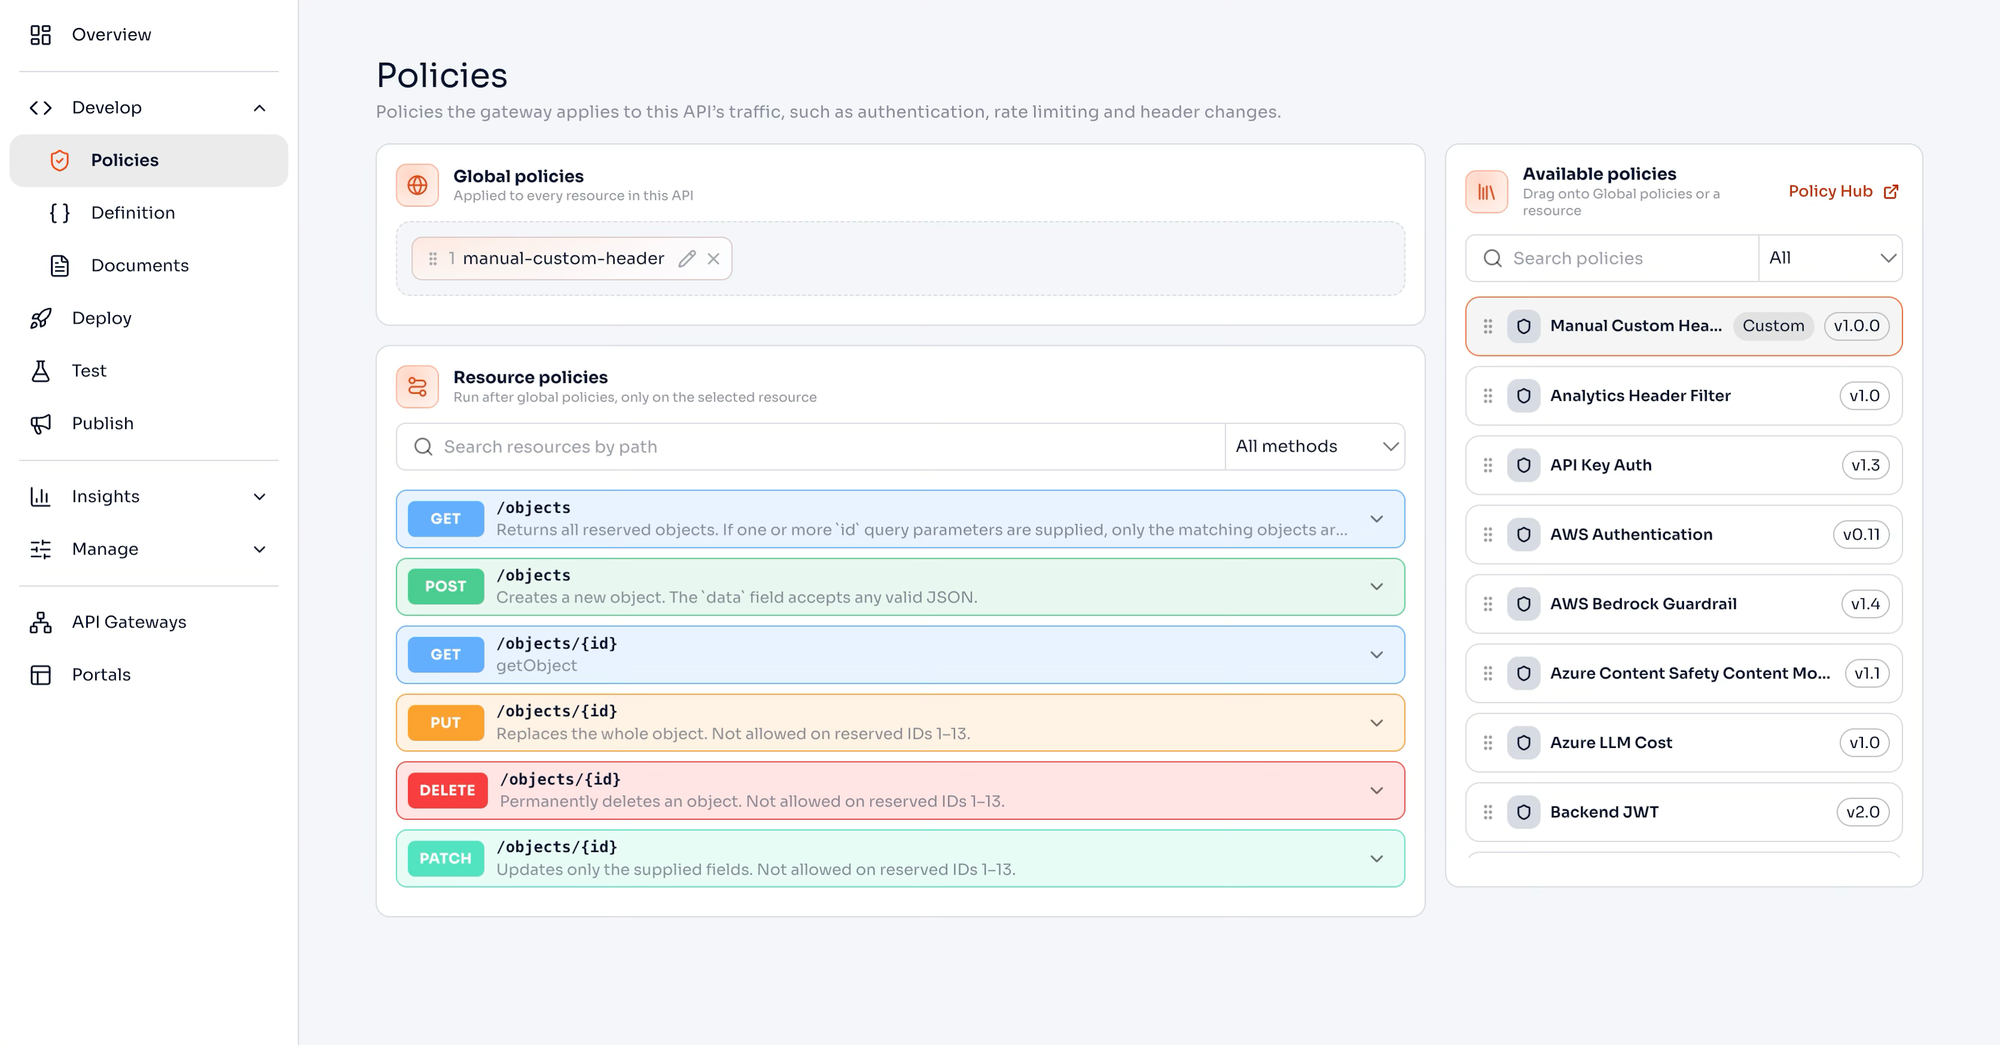 Overview
Develop
Policies
Definition
Documents
Deploy
Test
Publish
Insights
Manage
API Gateways
Portals
Policies
Policies the gateway applies to this API's traffic, such as authentication, rate limiting and header changes.
Global policies
Applied to every resource in this API
1 manual-custom-header
Resource policies
Run after global policies, only on the selected resource
Search resources by path
All methods
GET /objects
Returns all reserved objects. If one or more `id` query parameters are supplied, only the matching objects ar...
POST /objects
Creates a new object. The `data` field accepts any valid JSON.
GET /objects/{id}
getObject
PUT /objects/{id}
Replaces the whole object. Not allowed on reserved IDs 1–13.
DELETE /objects/{id}
Permanently deletes an object. Not allowed on reserved IDs 1–13.
PATCH /objects/{id}
Updates only the supplied fields. Not allowed on reserved IDs 1–13.
Available policies
Drag onto Global policies or a
resource
Policy Hub
Search policies
All
Manual Custom Hea... Custom v1.0.0
Analytics Header Filter v1.0
API Key Auth v1.3
AWS Authentication v0.11
AWS Bedrock Guardrail v1.4
Azure Content Safety Content Mo... v1.1
Azure LLM Cost v1.0
Backend JWT v2.0